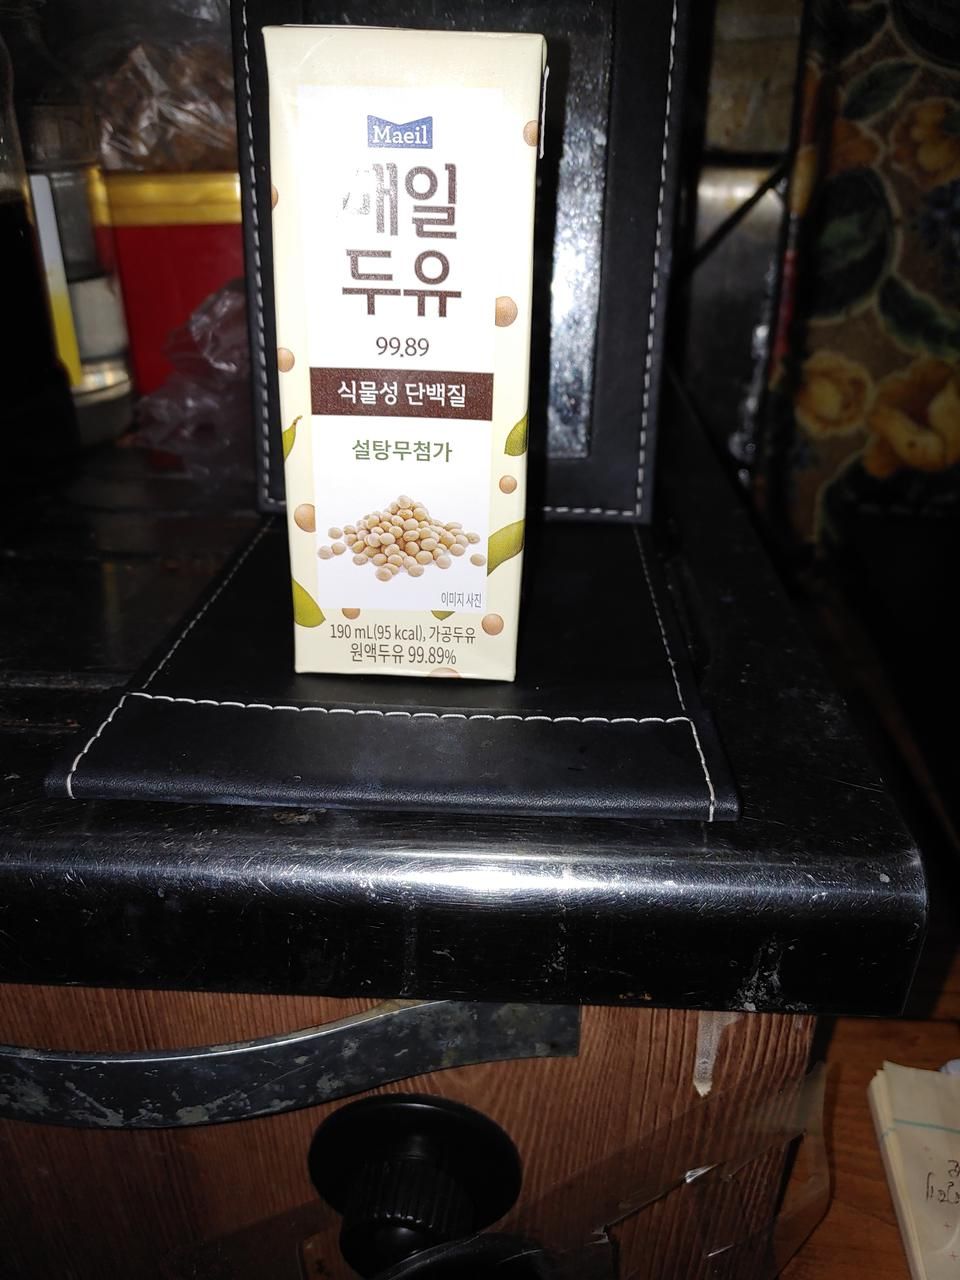 Maeil
매일
두유
99.89
식물성 단백질
설탕무첨가
이미지 사진
190 mL(95 kcal), 가공두유
원액두유 99.89%